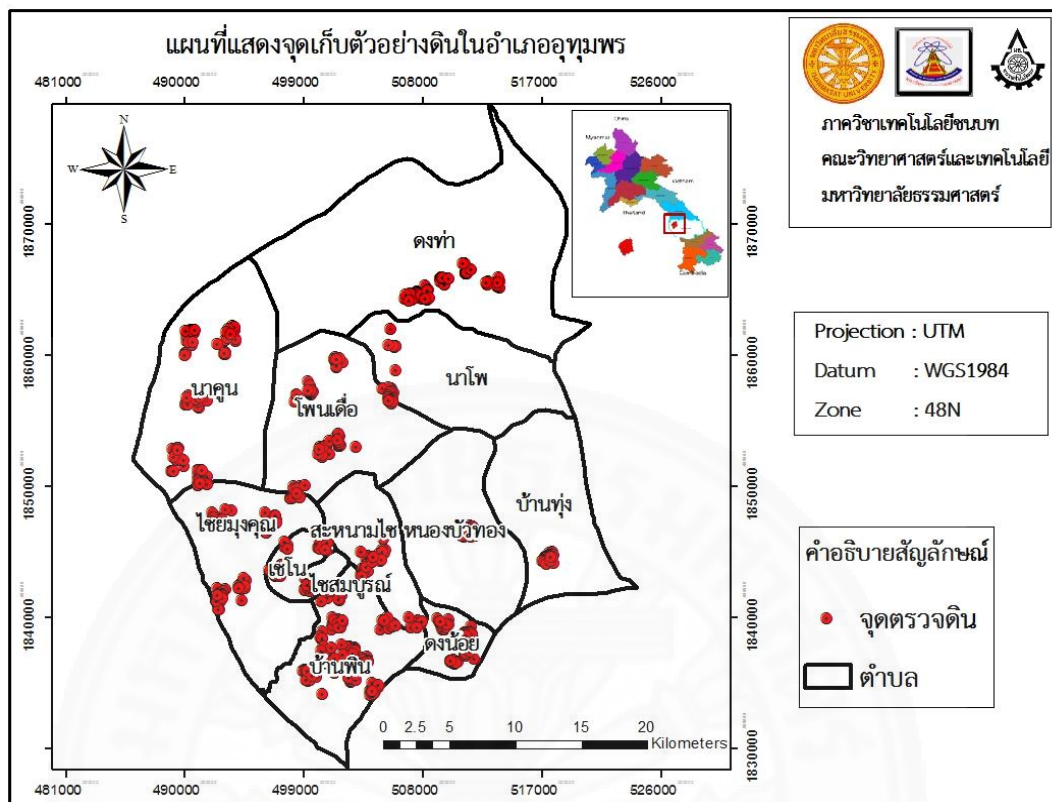 แผนที่แสดงจุดเก็บตัวอย่างดินในอำเภออุทุมพร
481000 490000 499000 508000 517000 526000
N
W E
S
China
Myanmar
Vietnam
Thailand
Cambodia
ภาควิชาเทคโนโลยีชนบท
คณะวิทยาศาสตร์และเทคโนโลยี
มหาวิทยาลัยธรรมศาสตร์
1870000 1870000
ดงท่า
1860000 1860000
Projection : UTM
Datum : WGS1984
Zone : 48N
นาคูน
โพนเดื่อ
นาโพ
1850000 1850000
บ้านทุ่ง
ไชยมุงคุณ
สะหนามไช
หนองบัวทอง
เซโน
ไชสมบูรณ์
คำอธิบายสัญลักษณ์
จุดตรวจดิน
ตำบล
1840000 1840000
ดงน้อย
บ้านพิน
0 2.5 5 10 15 20
Kilometers
1830000 1830000
481000 490000 499000 508000 517000 526000